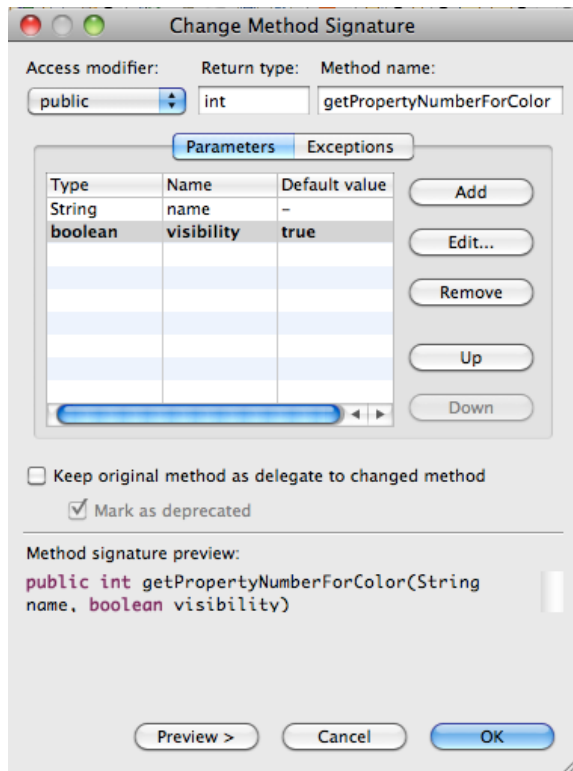 Change Method Signature
Access modifier: Return type: Method name:
public int getPropertyNumberForColor
Parameters Exceptions
Type Name Default value
String name –
boolean visibility true
Add
Edit...
Remove
Up
Down
Keep original method as delegate to changed method
Mark as deprecated
Method signature preview:
public int getPropertyNumberForColor(String
name, boolean visibility)
Preview > Cancel OK